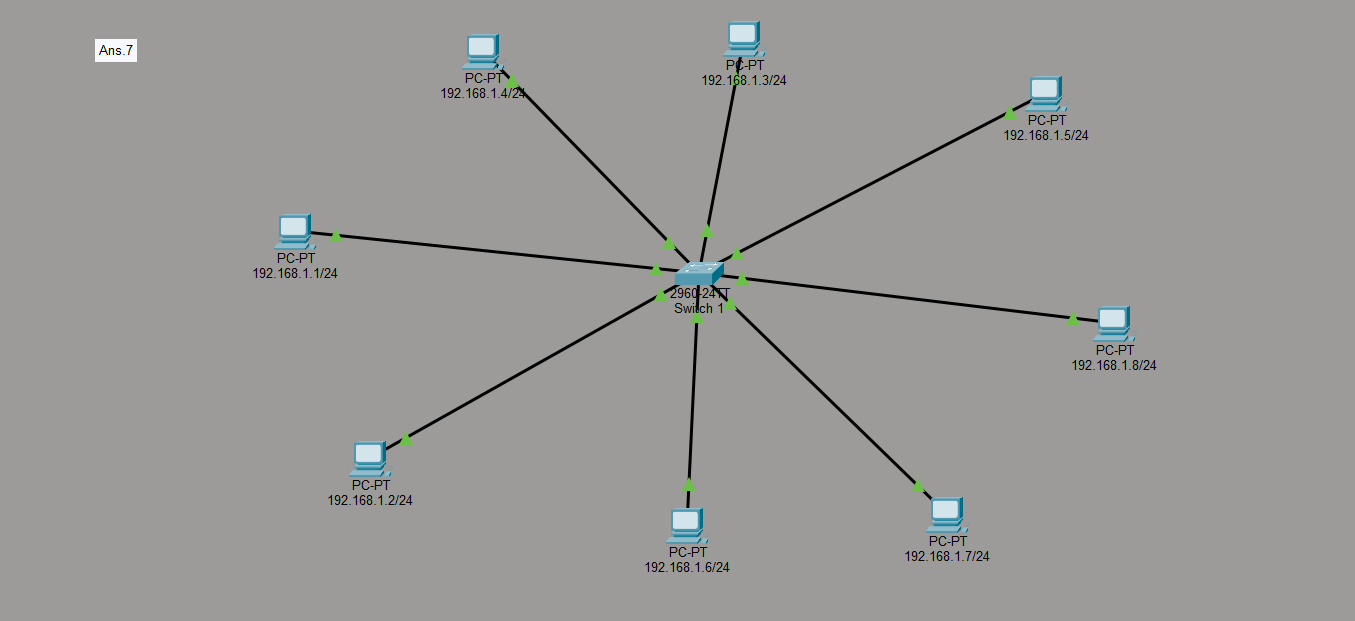 Ans.7
PC-PT
192.168.1.4/24
PC-PT
192.168.1.3/24
PC-PT
192.168.1.5/24
PC-PT
192.168.1.1/24
2960-24TT
Switch 1
PC-PT
192.168.1.8/24
PC-PT
192.168.1.2/24
PC-PT
192.168.1.6/24
PC-PT
192.168.1.7/24